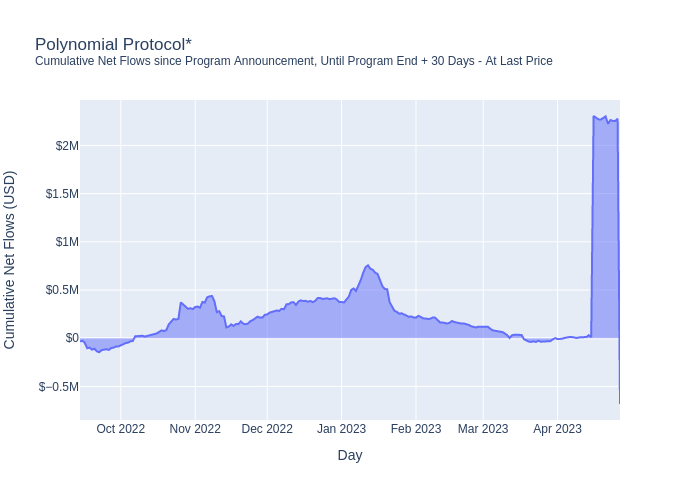 Polynomial Protocol*
Cumulative Net Flows since Program Announcement, Until Program End + 30 Days - At Last Price
Cumulative Net Flows (USD)
$2M
$1.5M
$1M
$0.5M
$0
$−0.5M
Oct 2022
Nov 2022
Dec 2022
Jan 2023
Feb 2023
Mar 2023
Apr 2023
Day